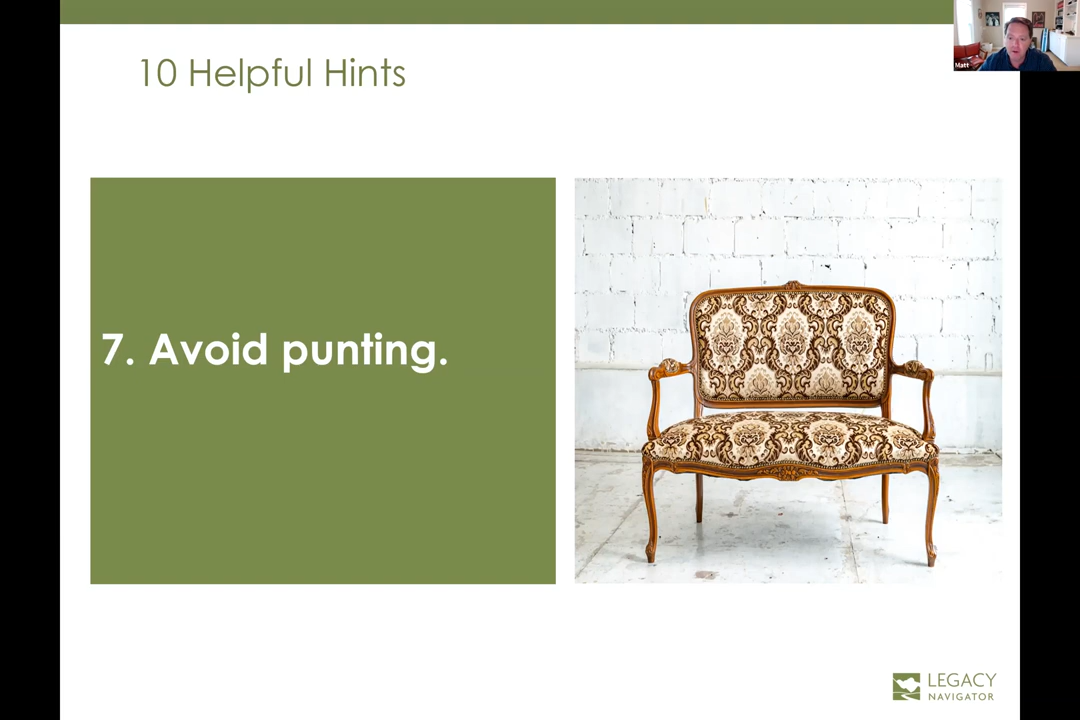 10 Helpful Hints
Matt
7. Avoid punting.
LEGACY
NAVIGATOR